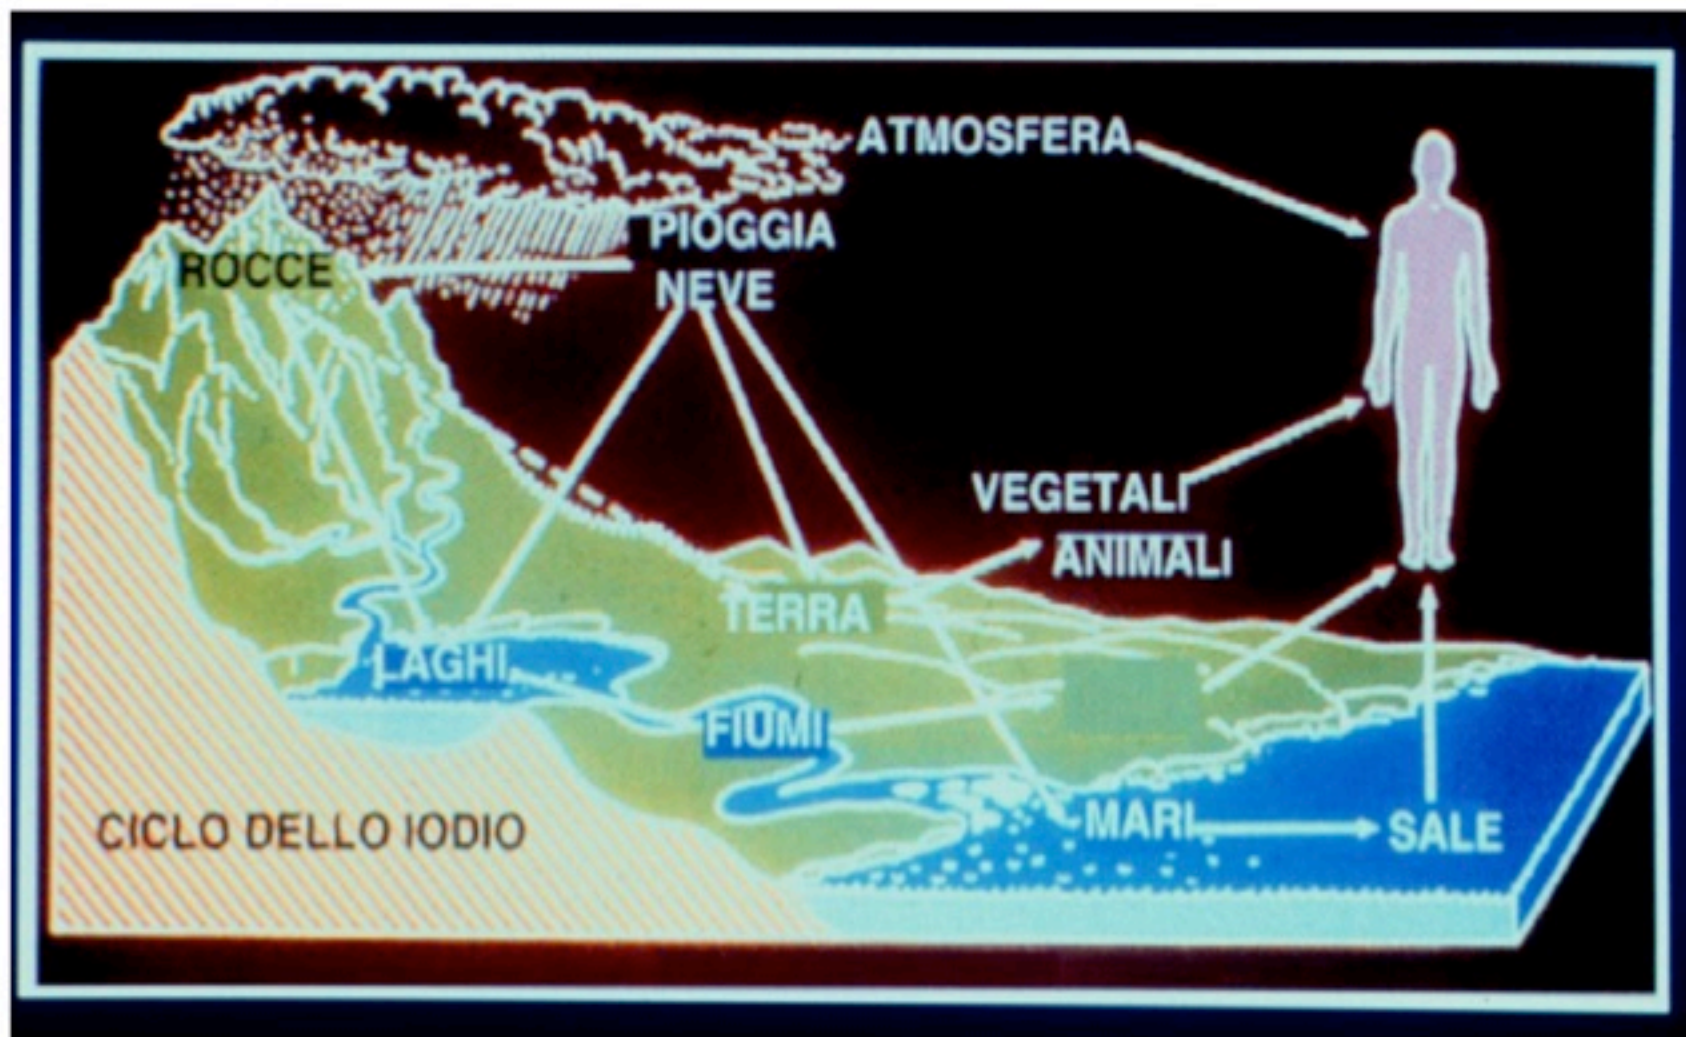 ATMOSFERA
PIOGGIA
NEVE
ROCCE
VEGETALI
ANIMALI
TERRA
LAGHI
FIUMI
MARI
SALE
CICLO DELLO IODIO